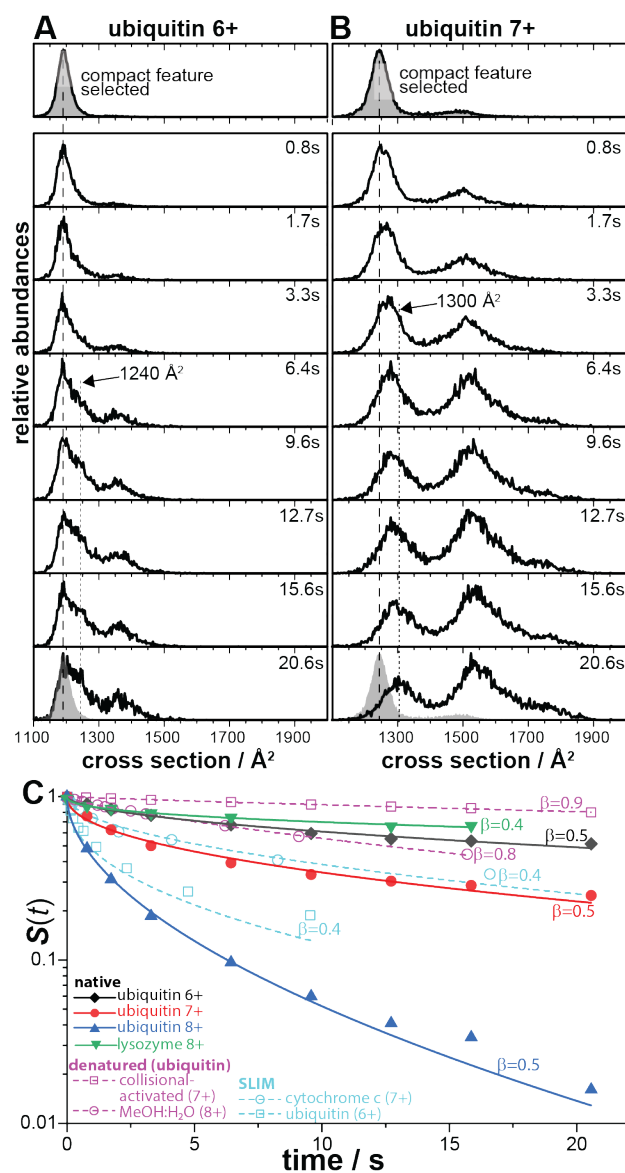 A ubiquitin 6+ B ubiquitin 7+
compact feature
selected
compact feature
selected
relative abundances
0.8s 0.8s
1.7s 1.7s
3.3s 1300 Å² 3.3s
1240 Å² 6.4s 6.4s
9.6s 9.6s
12.7s 12.7s
15.6s 15.6s
20.6s 20.6s
1100 1300 1500 1700 1900 1300 1500 1700 1900
cross section / Å² cross section / Å²
C
S(t)
1
0.1
0.01
β=0.9
β=0.4
β=0.5
β=0.8
β=0.4
β=0.5
β=0.4
β=0.5
native
ubiquitin 6+
ubiquitin 7+
ubiquitin 8+
lysozyme 8+
denatured (ubiquitin)
collisional-
activated (7+)
MeOH:H₂O (8+)
SLIM
cytochrome c (7+)
ubiquitin (6+)
0 5 10 15 20
time / s